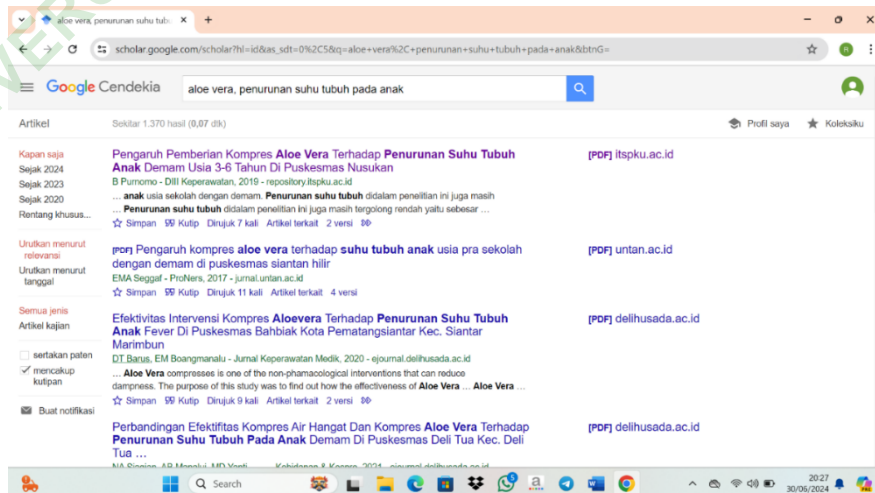 aloe vera, penurunan suhu tubu
scholar.google.com/scholar?hl=id&as_sdt=0%2C5&q=aloe+vera%2C+penurunan+suhu+tubuh+pada+anak&btnG=
R
Google Cendekia
aloe vera, penurunan suhu tubuh pada anak
Artikel
Sekitar 1.370 hasil (0,07 dtk)
Profil saya
Koleksiku
Kapan saja
Sejak 2024
Sejak 2023
Sejak 2020
Rentang khusus...
Urutkan menurut
relevansi
Urutkan menurut
tanggal
Semua jenis
Artikel kajian
sertakan paten
mencakup
kutipan
Buat notifikasi
Pengaruh Pemberian Kompres Aloe Vera Terhadap Penurunan Suhu Tubuh
Anak Demam Usia 3-6 Tahun Di Puskesmas Nusukan
B Purnomo - DIII Keperawatan, 2019 - repository.itspku.ac.id
... anak usia sekolah dengan demam. Penurunan suhu tubuh didalam penelitian ini juga masih
... Penurunan suhu tubuh didalam penelitian ini juga masih tergolong rendah yaitu sebesar ...
Simpan Kutip Dirujuk 7 kali Artikel terkait 2 versi
[PDF] itspku.ac.id
[PDF] Pengaruh kompres aloe vera terhadap suhu tubuh anak usia pra sekolah
dengan demam di puskesmas siantan hilir
EMA Seggaf - ProNers, 2017 - jurnal.untan.ac.id
Simpan Kutip Dirujuk 11 kali Artikel terkait 4 versi
[PDF] untan.ac.id
Efektivitas Intervensi Kompres Aloevera Terhadap Penurunan Suhu Tubuh
Anak Fever Di Puskesmas Bahbiak Kota Pematangsiantar Kec. Siantar
Marimbun
DT Barus, EM Boangmanalu - Jurnal Keperawatan Medik, 2020 - ejournal.delihusada.ac.id
... Aloe Vera compresses is one of the non-phamacological interventions that can reduce
dampness. The purpose of this study was to find out how the effectiveness of Aloe Vera ... Aloe Vera ...
Simpan Kutip Dirujuk 9 kali Artikel terkait 2 versi
[PDF] delihusada.ac.id
Perbandingan Efektifitas Kompres Air Hangat Dan Kompres Aloe Vera Terhadap
Penurunan Suhu Tubuh Pada Anak Demam Di Puskesmas Deli Tua Kec. Deli
Tua ...
[PDF] delihusada.ac.id
Search
20:27
30/06/2024